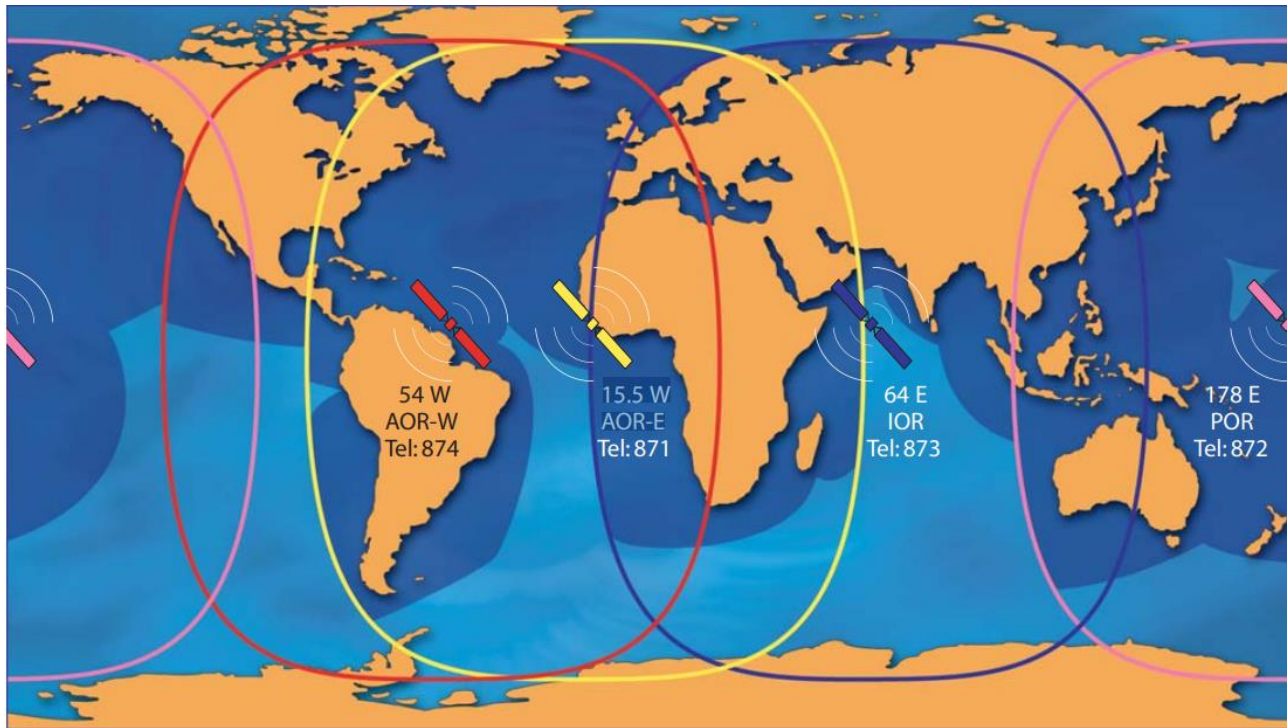 54 W
AOR-W
Tel: 874
15.5 W
AOR-E
Tel: 871
64 E
IOR
Tel: 873
178 E
POR
Tel: 872